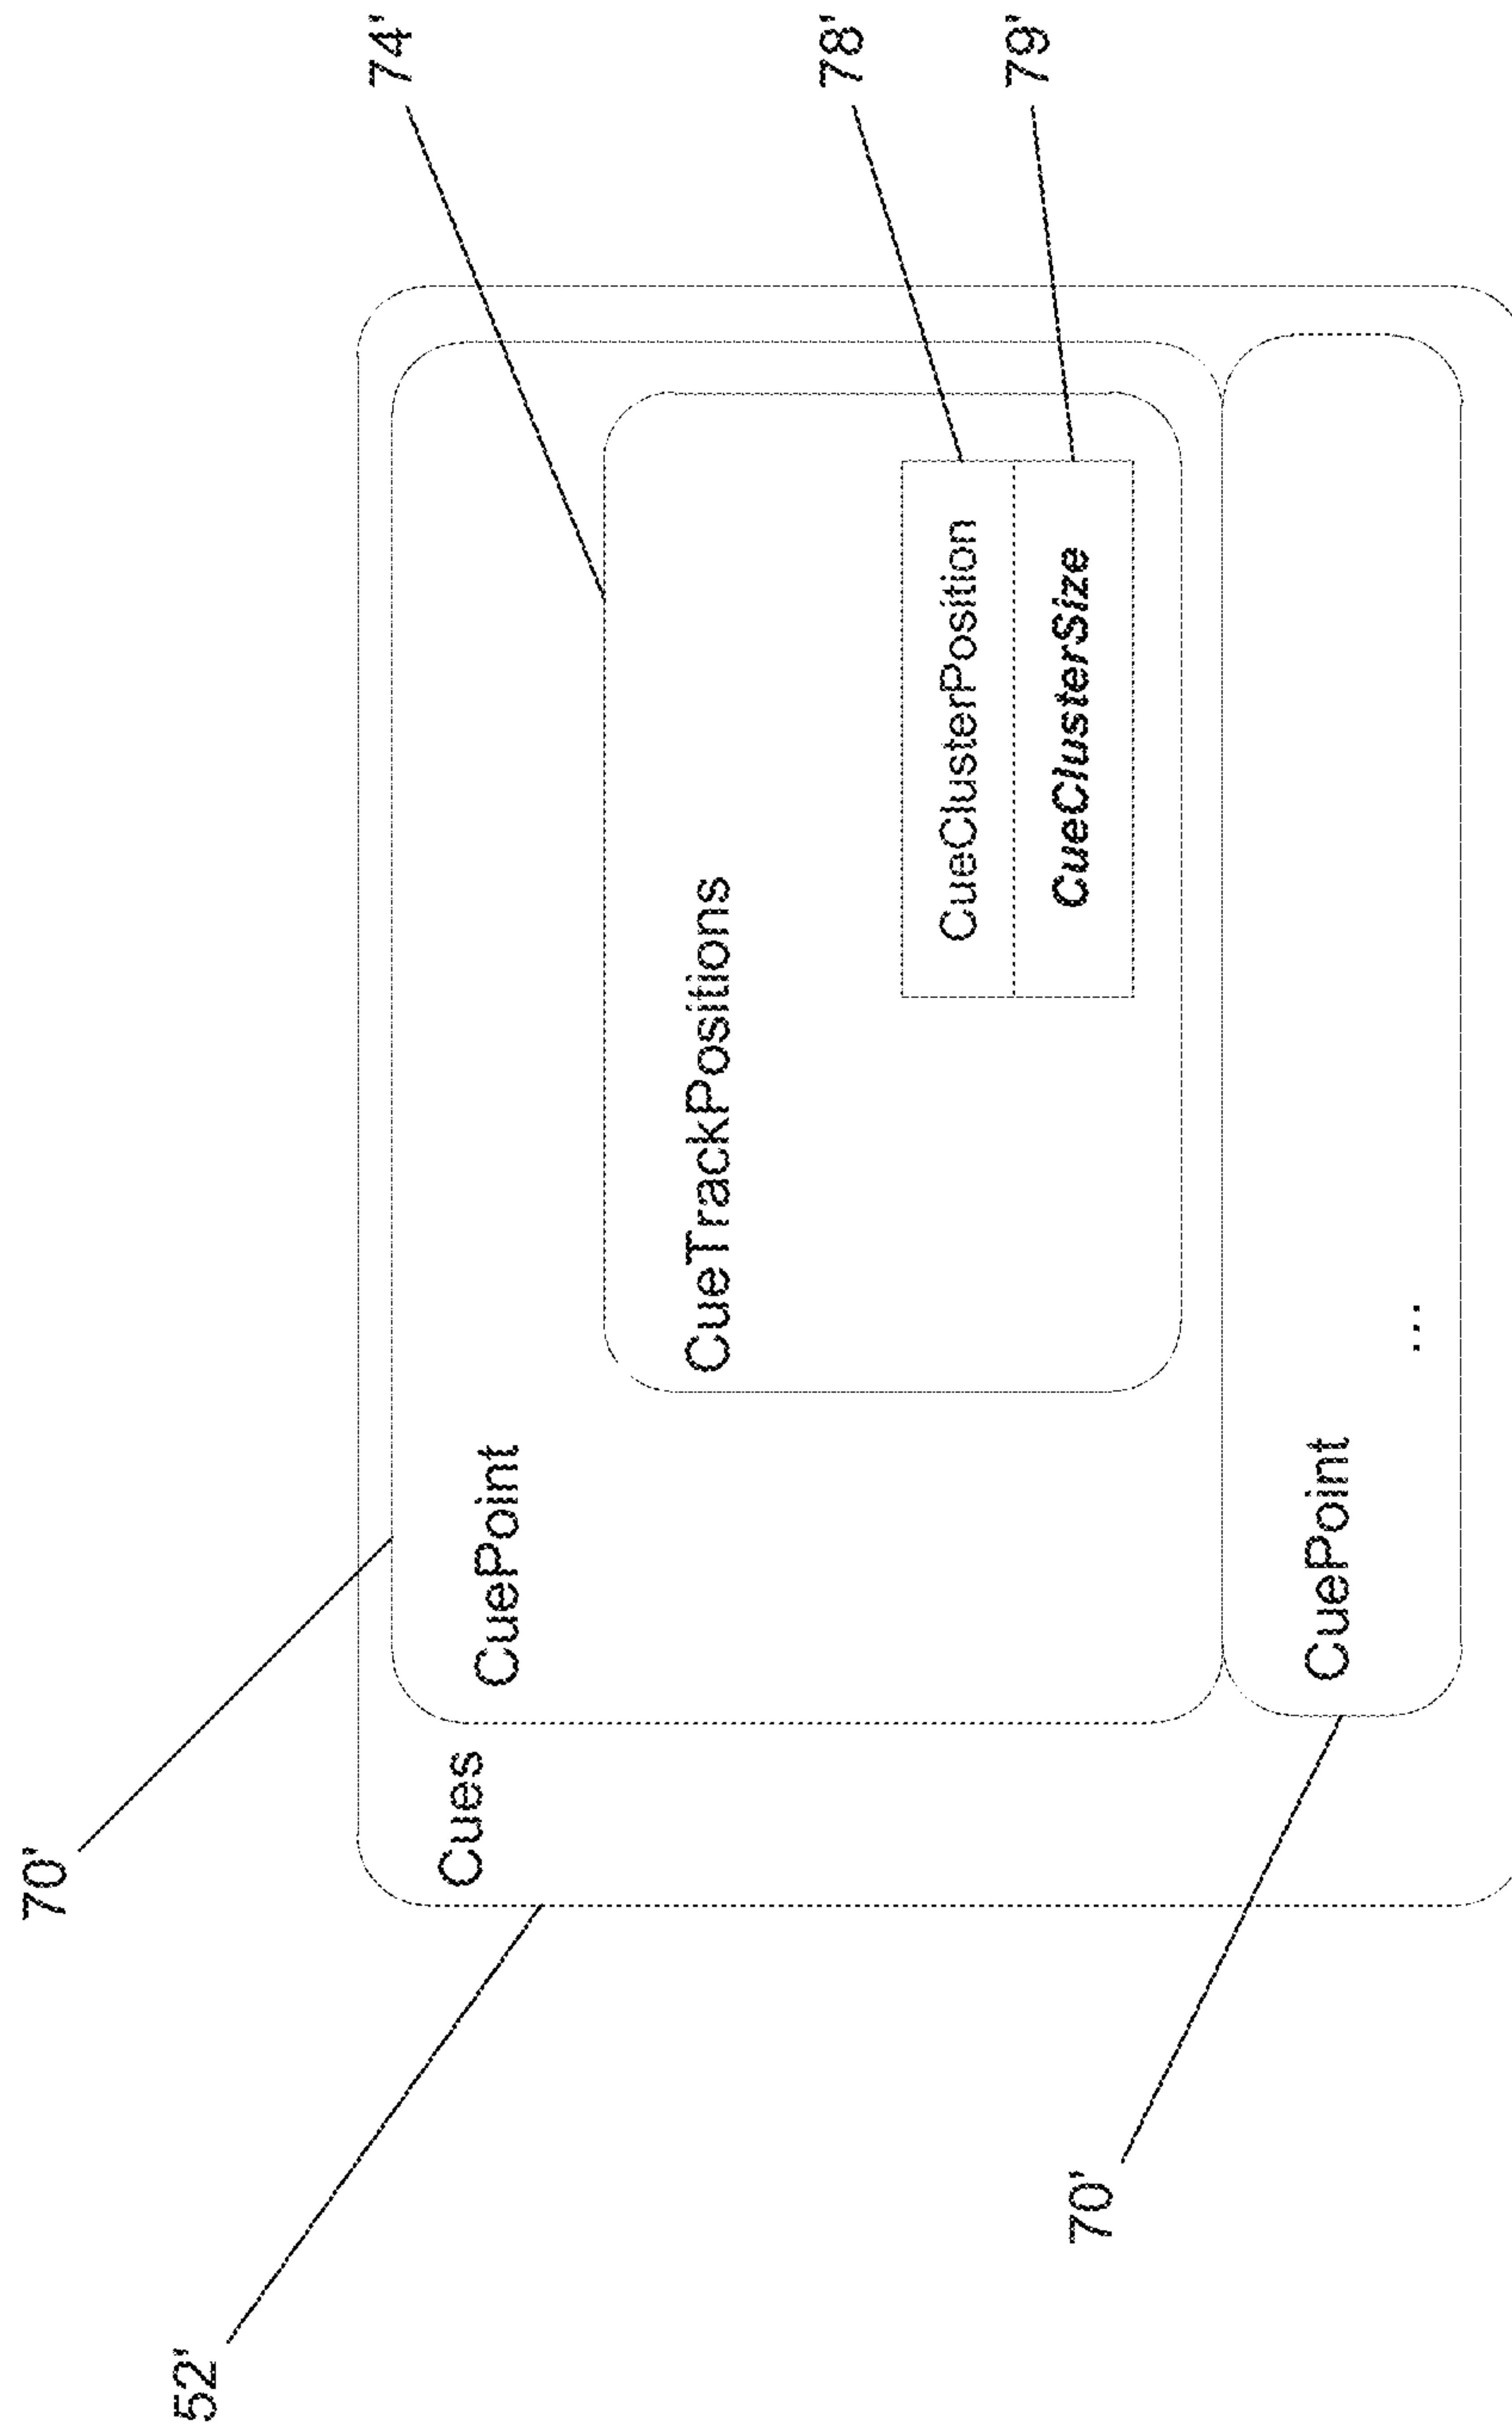 52'
70'
Cues
CuePoint
74'
CueTrackPositions
78'
CueClusterPosition
79'
CueClusterSize
70'
CuePoint
...